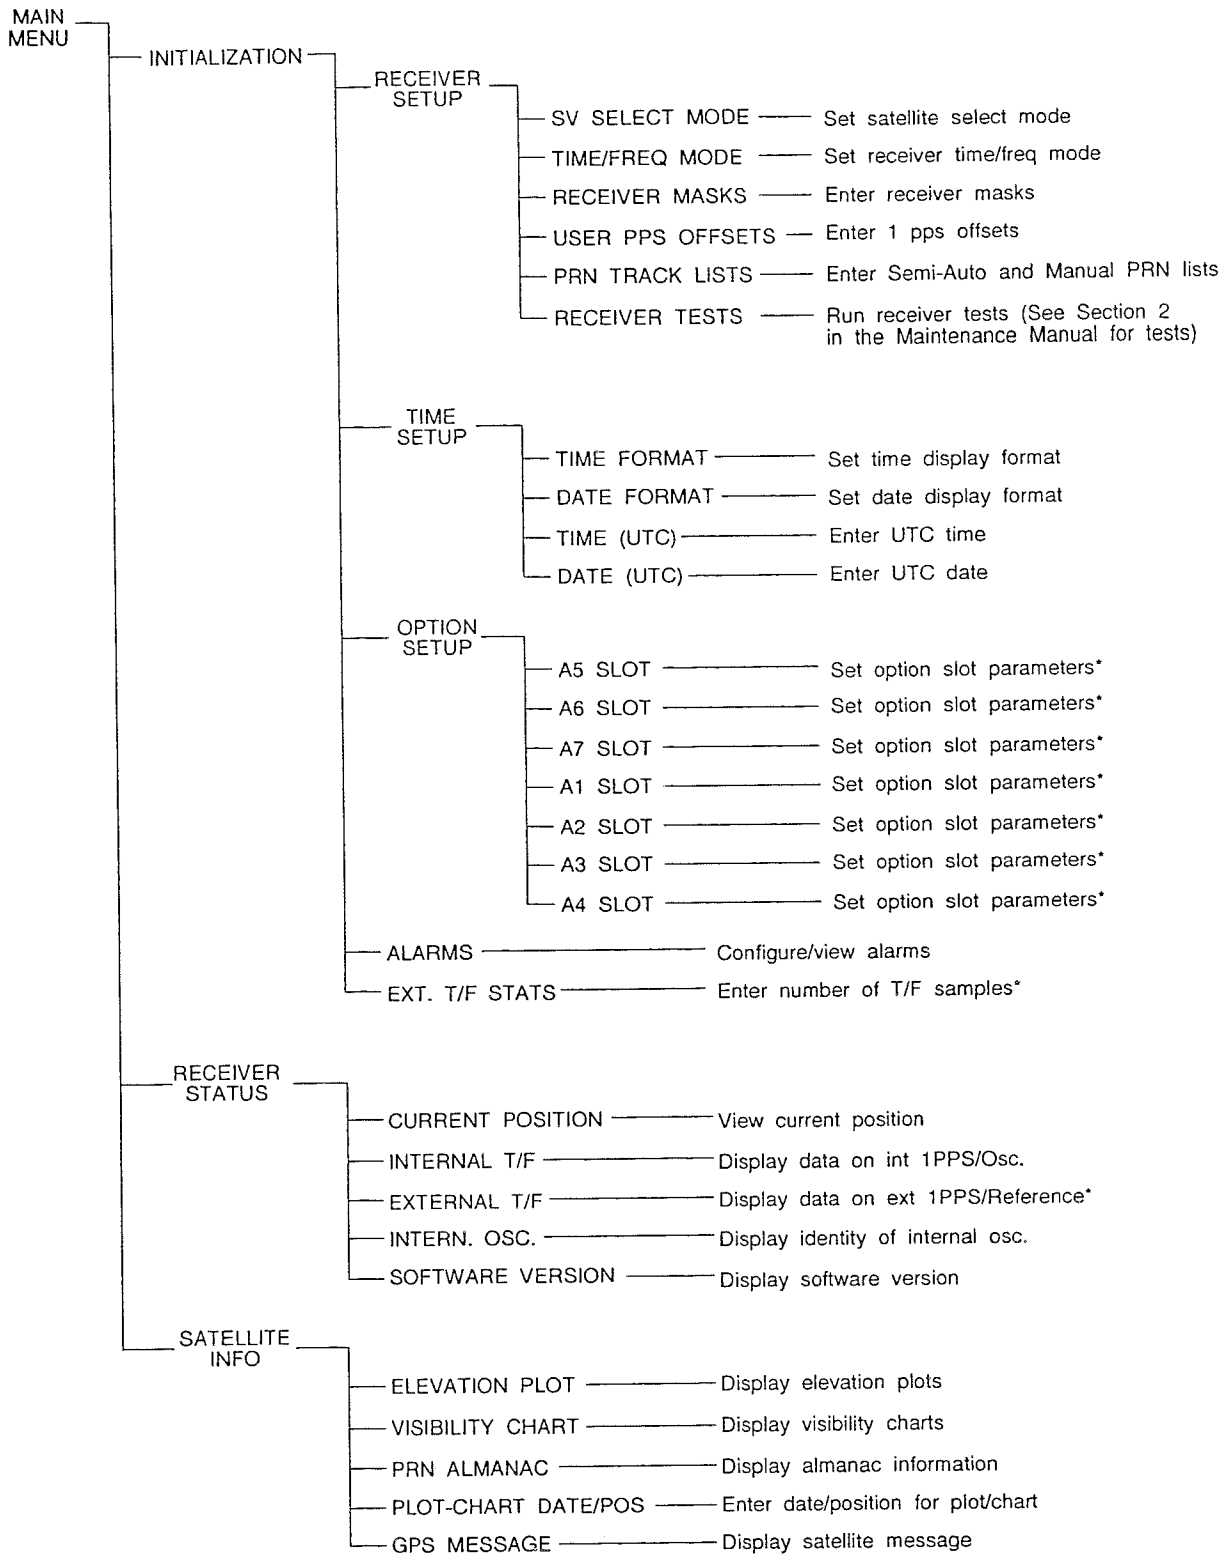 MAIN
MENU
INITIALIZATION
RECEIVER
SETUP
SV SELECT MODE Set satellite select mode
TIME/FREQ MODE Set receiver time/freq mode
RECEIVER MASKS Enter receiver masks
USER PPS OFFSETS Enter 1 pps offsets
PRN TRACK LISTS Enter Semi-Auto and Manual PRN lists
RECEIVER TESTS Run receiver tests (See Section 2
in the Maintenance Manual for tests)
TIME
SETUP
TIME FORMAT Set time display format
DATE FORMAT Set date display format
TIME (UTC) Enter UTC time
DATE (UTC) Enter UTC date
OPTION
SETUP
A5 SLOT Set option slot parameters*
A6 SLOT Set option slot parameters*
A7 SLOT Set option slot parameters*
A1 SLOT Set option slot parameters*
A2 SLOT Set option slot parameters*
A3 SLOT Set option slot parameters*
A4 SLOT Set option slot parameters*
ALARMS Configure/view alarms
EXT. T/F STATS Enter number of T/F samples*
RECEIVER
STATUS
CURRENT POSITION View current position
INTERNAL T/F Display data on int 1PPS/Osc.
EXTERNAL T/F Display data on ext 1PPS/Reference*
INTERN. OSC. Display identity of internal osc.
SOFTWARE VERSION Display software version
SATELLITE
INFO
ELEVATION PLOT Display elevation plots
VISIBILITY CHART Display visibility charts
PRN ALMANAC Display almanac information
PLOT-CHART DATE/POS Enter date/position for plot/chart
GPS MESSAGE Display satellite message